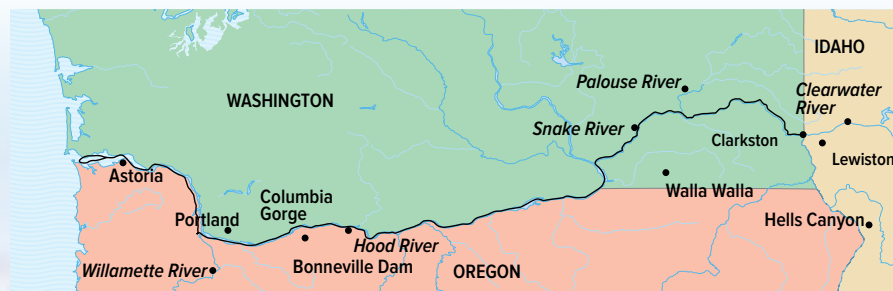 IDAHO
Palouse River
Clearwater
River
WASHINGTON
Snake River
Clarkston
Lewiston
Astoria
Walla Walla
Columbia
Gorge
Portland
Hells Canyon
Hood River
Bonneville Dam
Willamette River
OREGON